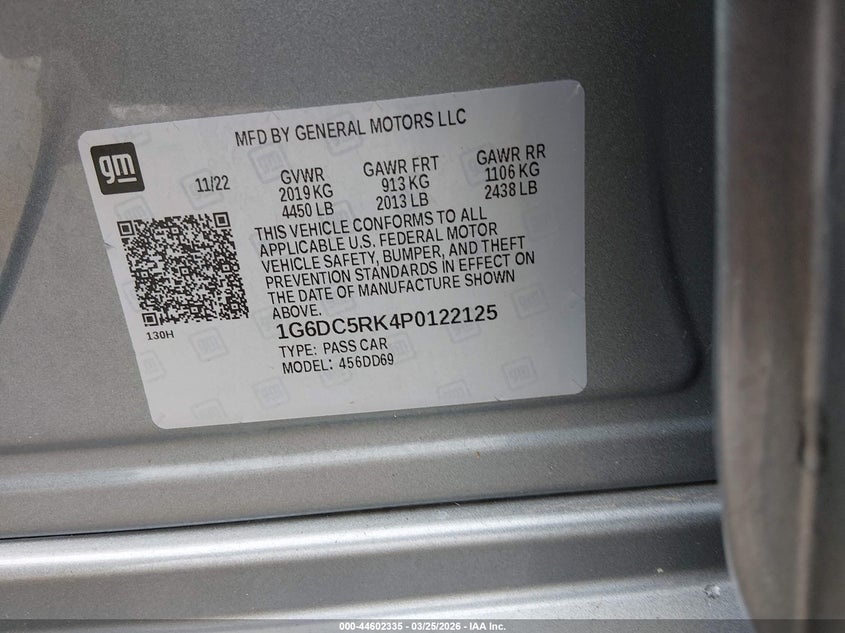 MFD BY GENERAL MOTORS LLC
gm
11/22
GVWR
2019 KG
4450 LB
GAWR FRT
913 KG
2013 LB
GAWR RR
1106 KG
2438 LB
THIS VEHICLE CONFORMS TO ALL
APPLICABLE U.S. FEDERAL MOTOR
VEHICLE SAFETY, BUMPER, AND THEFT
PREVENTION STANDARDS IN EFFECT ON
THE DATE OF MANUFACTURE SHOWN
ABOVE.
130H
1G6DC5RK4P0122125
TYPE: PASS CAR
MODEL: 456DD69
000-44602335 - 03/25/2026 - IAA Inc.